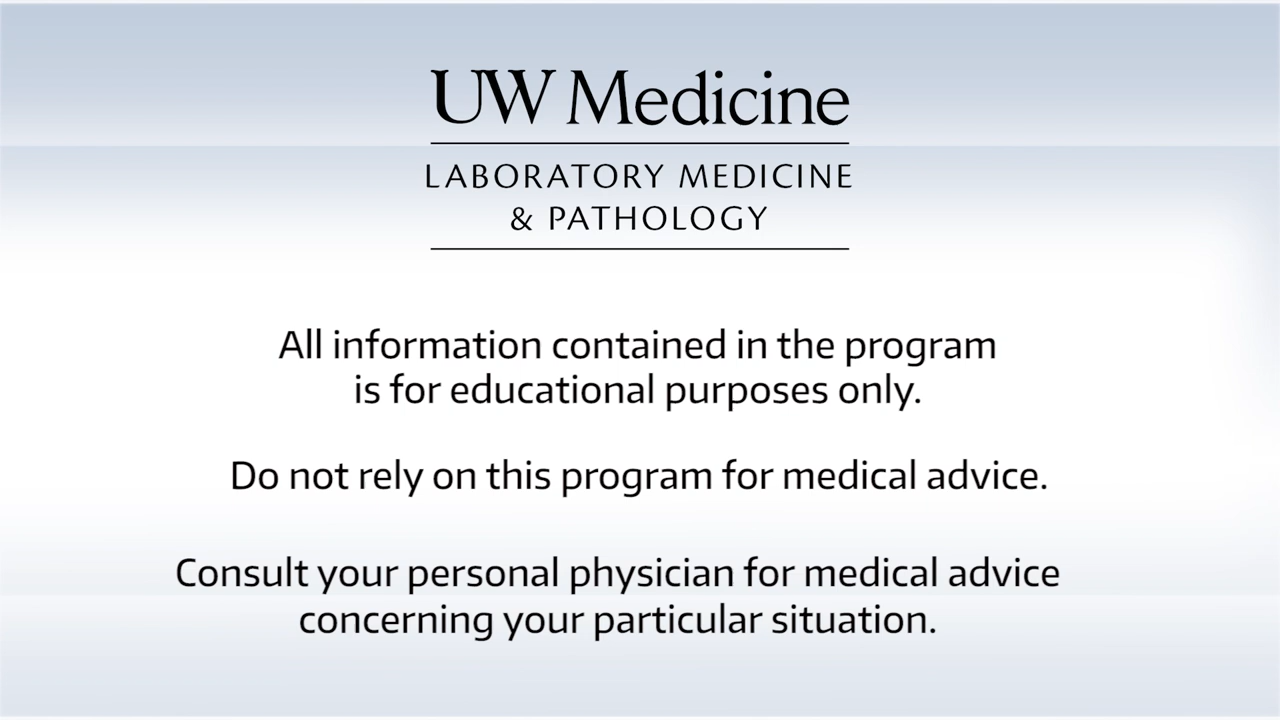 UW Medicine
LABORATORY MEDICINE
& PATHOLOGY
All information contained in the program
is for educational purposes only.
Do not rely on this program for medical advice.
Consult your personal physician for medical advice
concerning your particular situation.